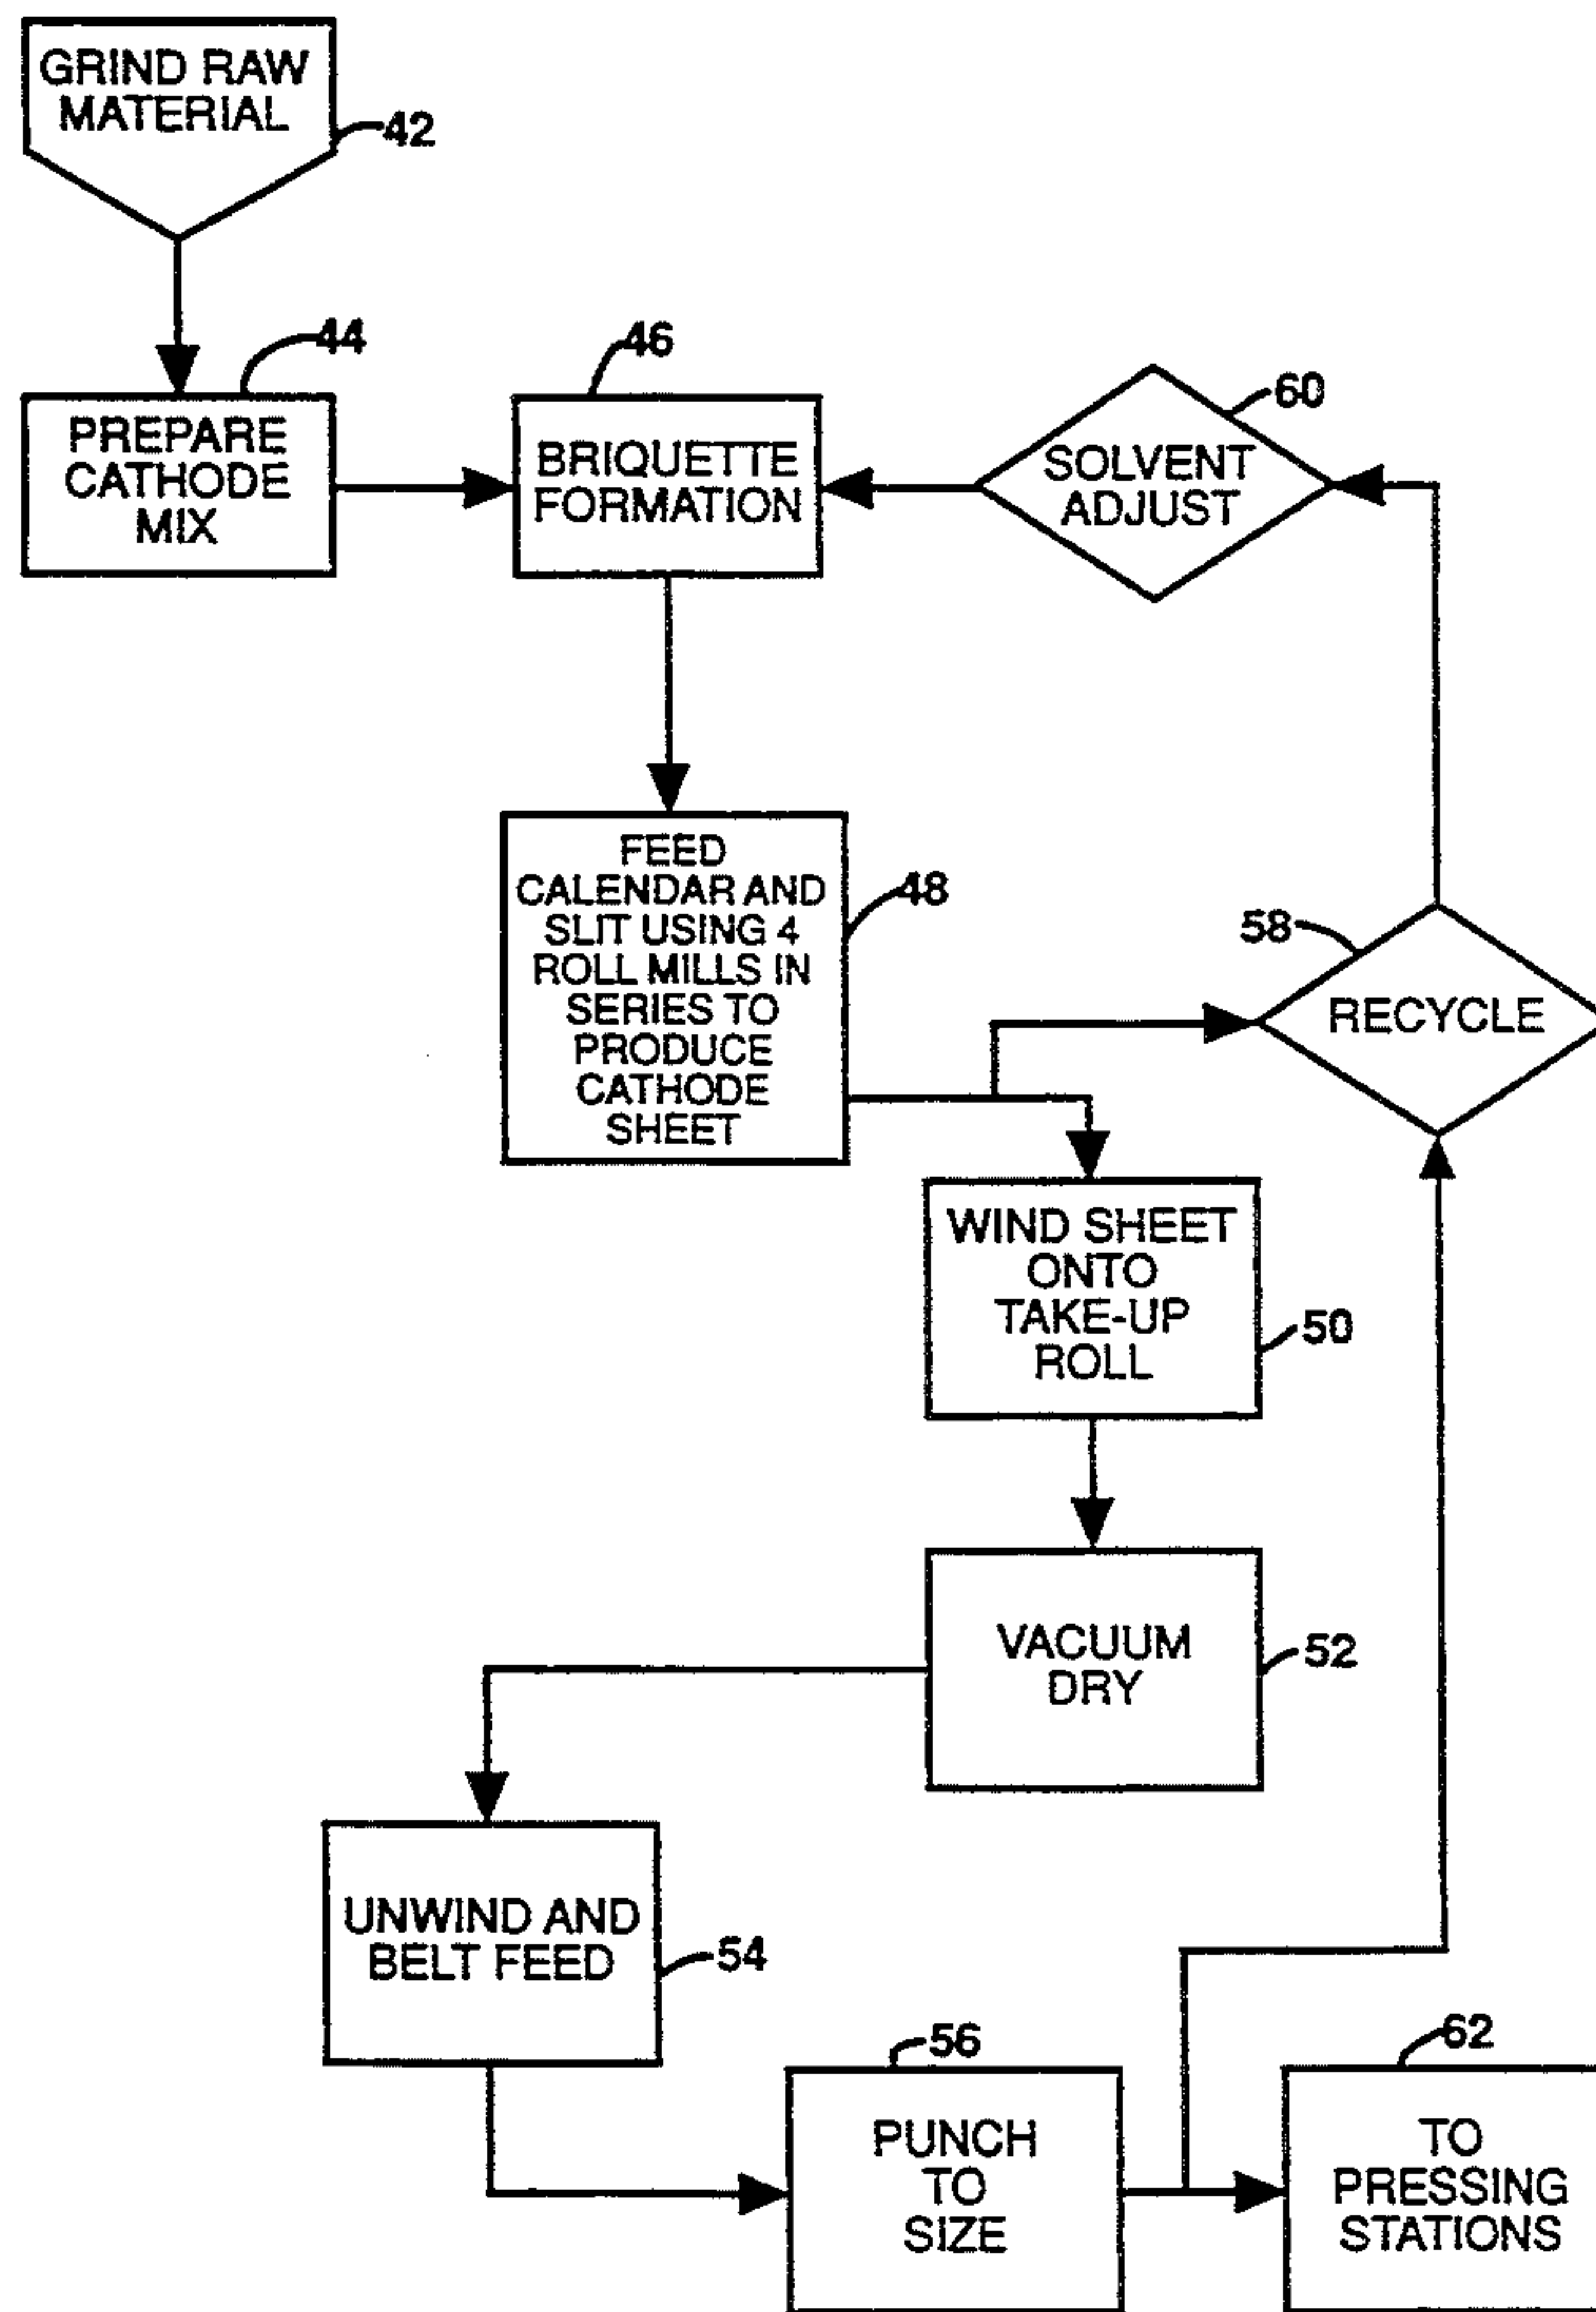 GRIND RAW
MATERIAL
42
44
PREPARE
CATHODE
MIX
46
BRIQUETTE
FORMATION
60
SOLVENT
ADJUST
FEED
CALENDAR AND
SLIT USING 4
ROLL MILLS IN
SERIES TO
PRODUCE
CATHODE
SHEET
48
58
RECYCLE
WIND SHEET
ONTO
TAKE-UP
ROLL
50
VACUUM
DRY
52
UNWIND AND
BELT FEED
54
56
PUNCH
TO
SIZE
62
TO
PRESSING
STATIONS